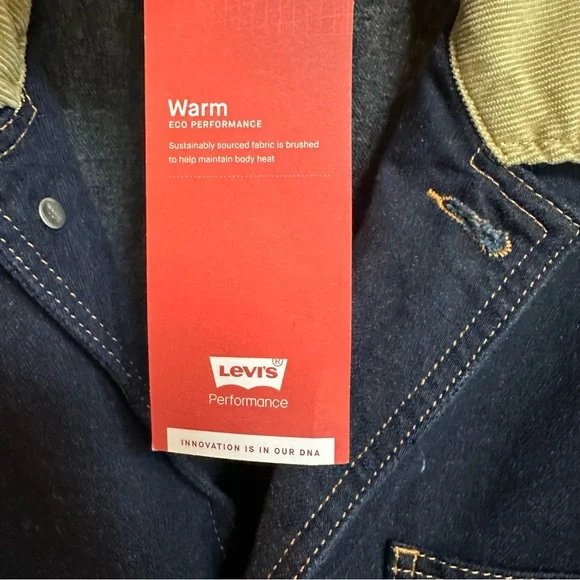 Warm
ECO PERFORMANCE
Sustainably sourced fabric is brushed
to help maintain body heat
LEVI'S ®
Performance
INNOVATION IS IN OUR DNA